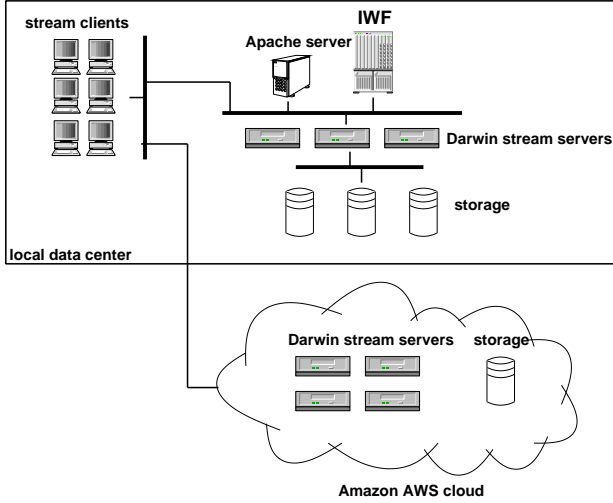 stream clients
IWF
Apache server
Darwin stream servers
storage
local data center
Darwin stream servers
storage
Amazon AWS cloud